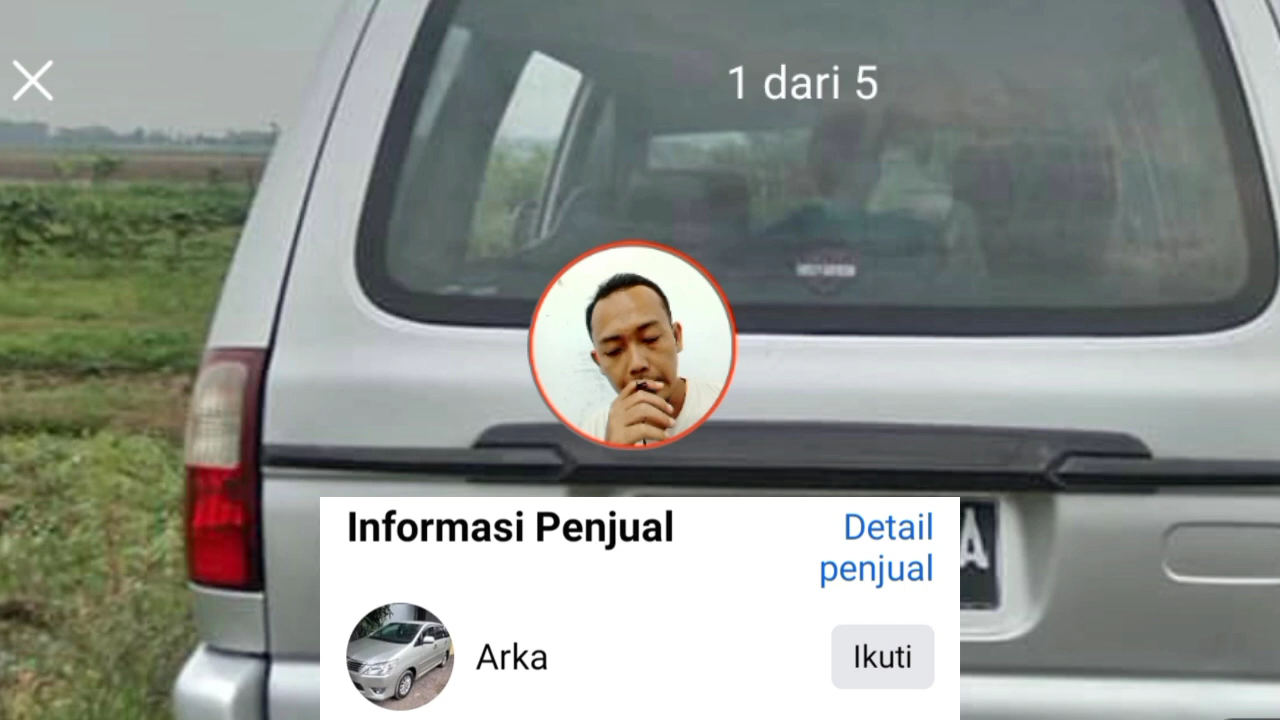 1 dari 5
A
Informasi Penjual
Detail
penjual
Arka
Ikuti